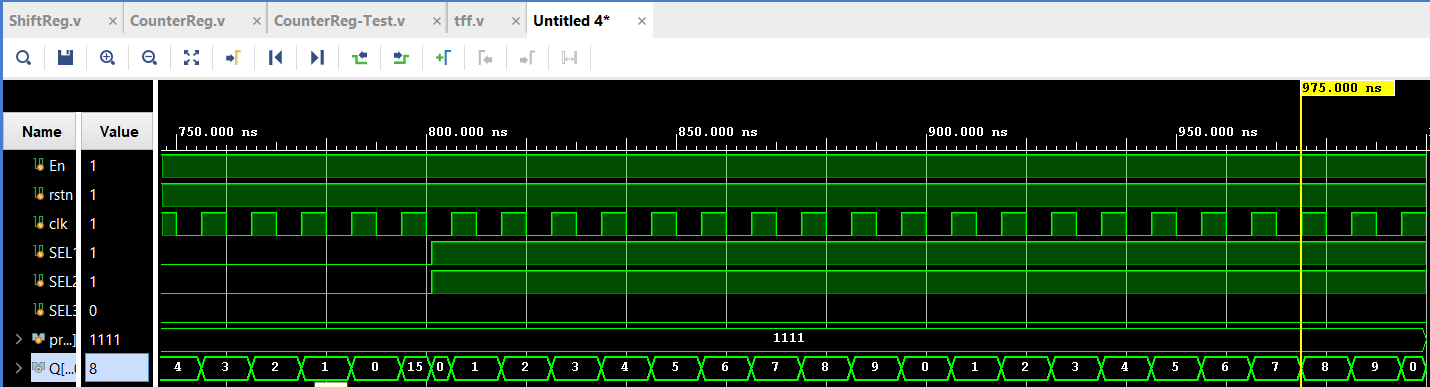 ShiftReg.v × CounterReg.v × CounterReg-Test.v × tff.v × Untitled 4* ×
975.000 ns
Name Value 750.000 ns 800.000 ns 850.000 ns 900.000 ns 950.000 ns
En 1
rstn 1
clk 1
SEL1 1
SEL2 1
SEL3 0
pr...] 1111 1111
Q[... 8 4 3 2 1 0 15 0 1 2 3 4 5 6 7 8 9 0 1 2 3 4 5 6 7 8 9 0